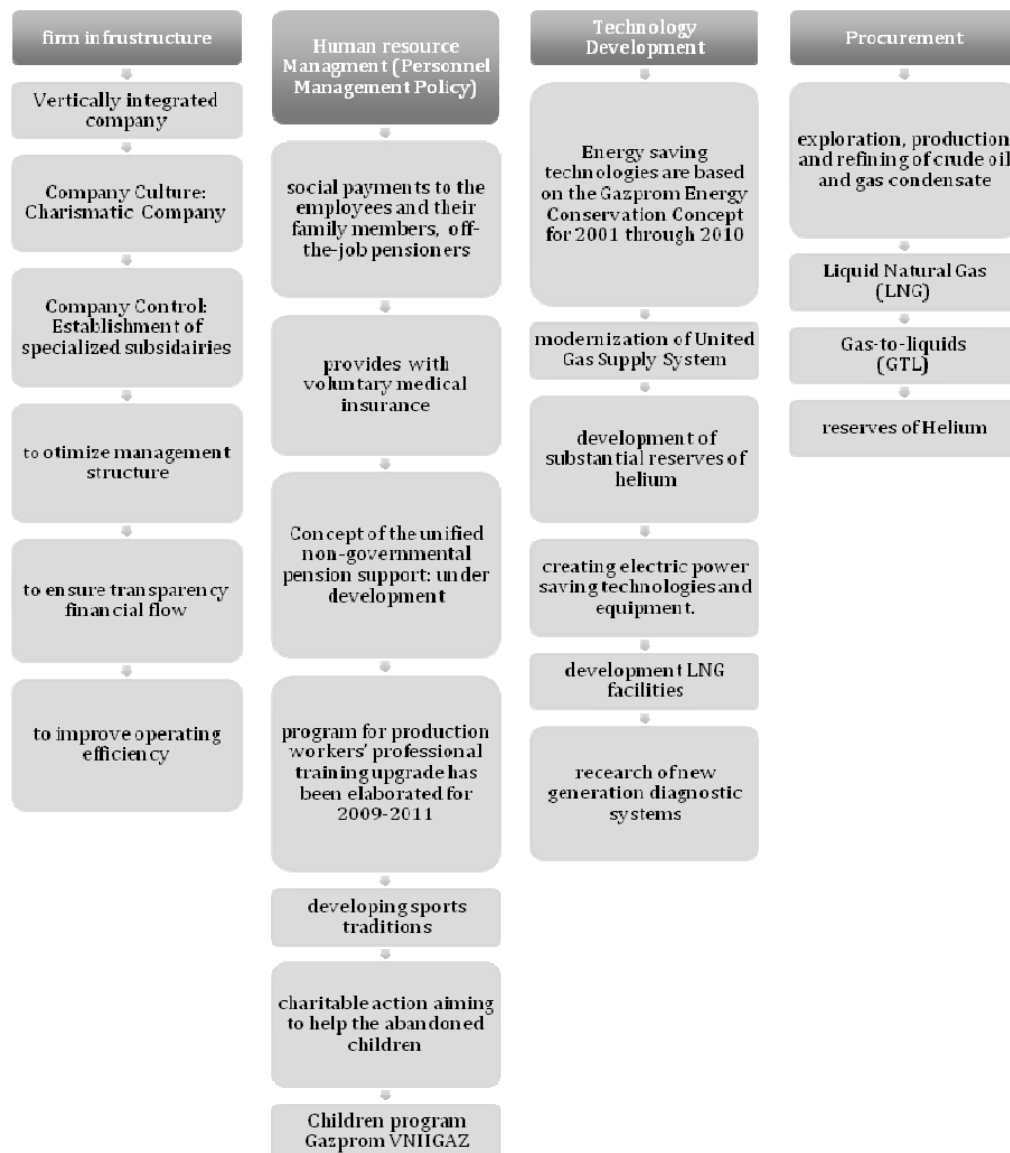 firm infrustructure
Vertically integrated
company
Company Culture:
Charismatic Company
Company Control:
Establishment of
specialized subsidairies
to otimize management
structure
to ensure transparency
financial flow
to improve operating
efficiency
Human resource
Managment (Personnel
Management Policy)
social payments to the
employees and their
family members, off-
the-job pensioners
provides with
voluntary medical
insurance
Concept of the unified
non-governmental
pension support: under
development
program for production
workers' professional
training upgrade has
been elaborated for
2009-2011
developing sports
traditions
charitable action aiming
to help the abandoned
children
Children program
Gazprom VNIIGAZ
Technology
Development
Energy saving
technologies are based
on the Gazprom Energy
Conservation Concept
for 2001 through 2010
modernization of United
Gas Supply System
development of
substantial reserves of
helium
creating electric power
saving technologies and
equipment.
development LNG
facilities
recearch of new
generation diagnostic
systems
Procurement
exploration, production
and refining of crude oil
and gas condensate
Liquid Natural Gas
(LNG)
Gas-to-liquids
(GTL)
reserves of Helium